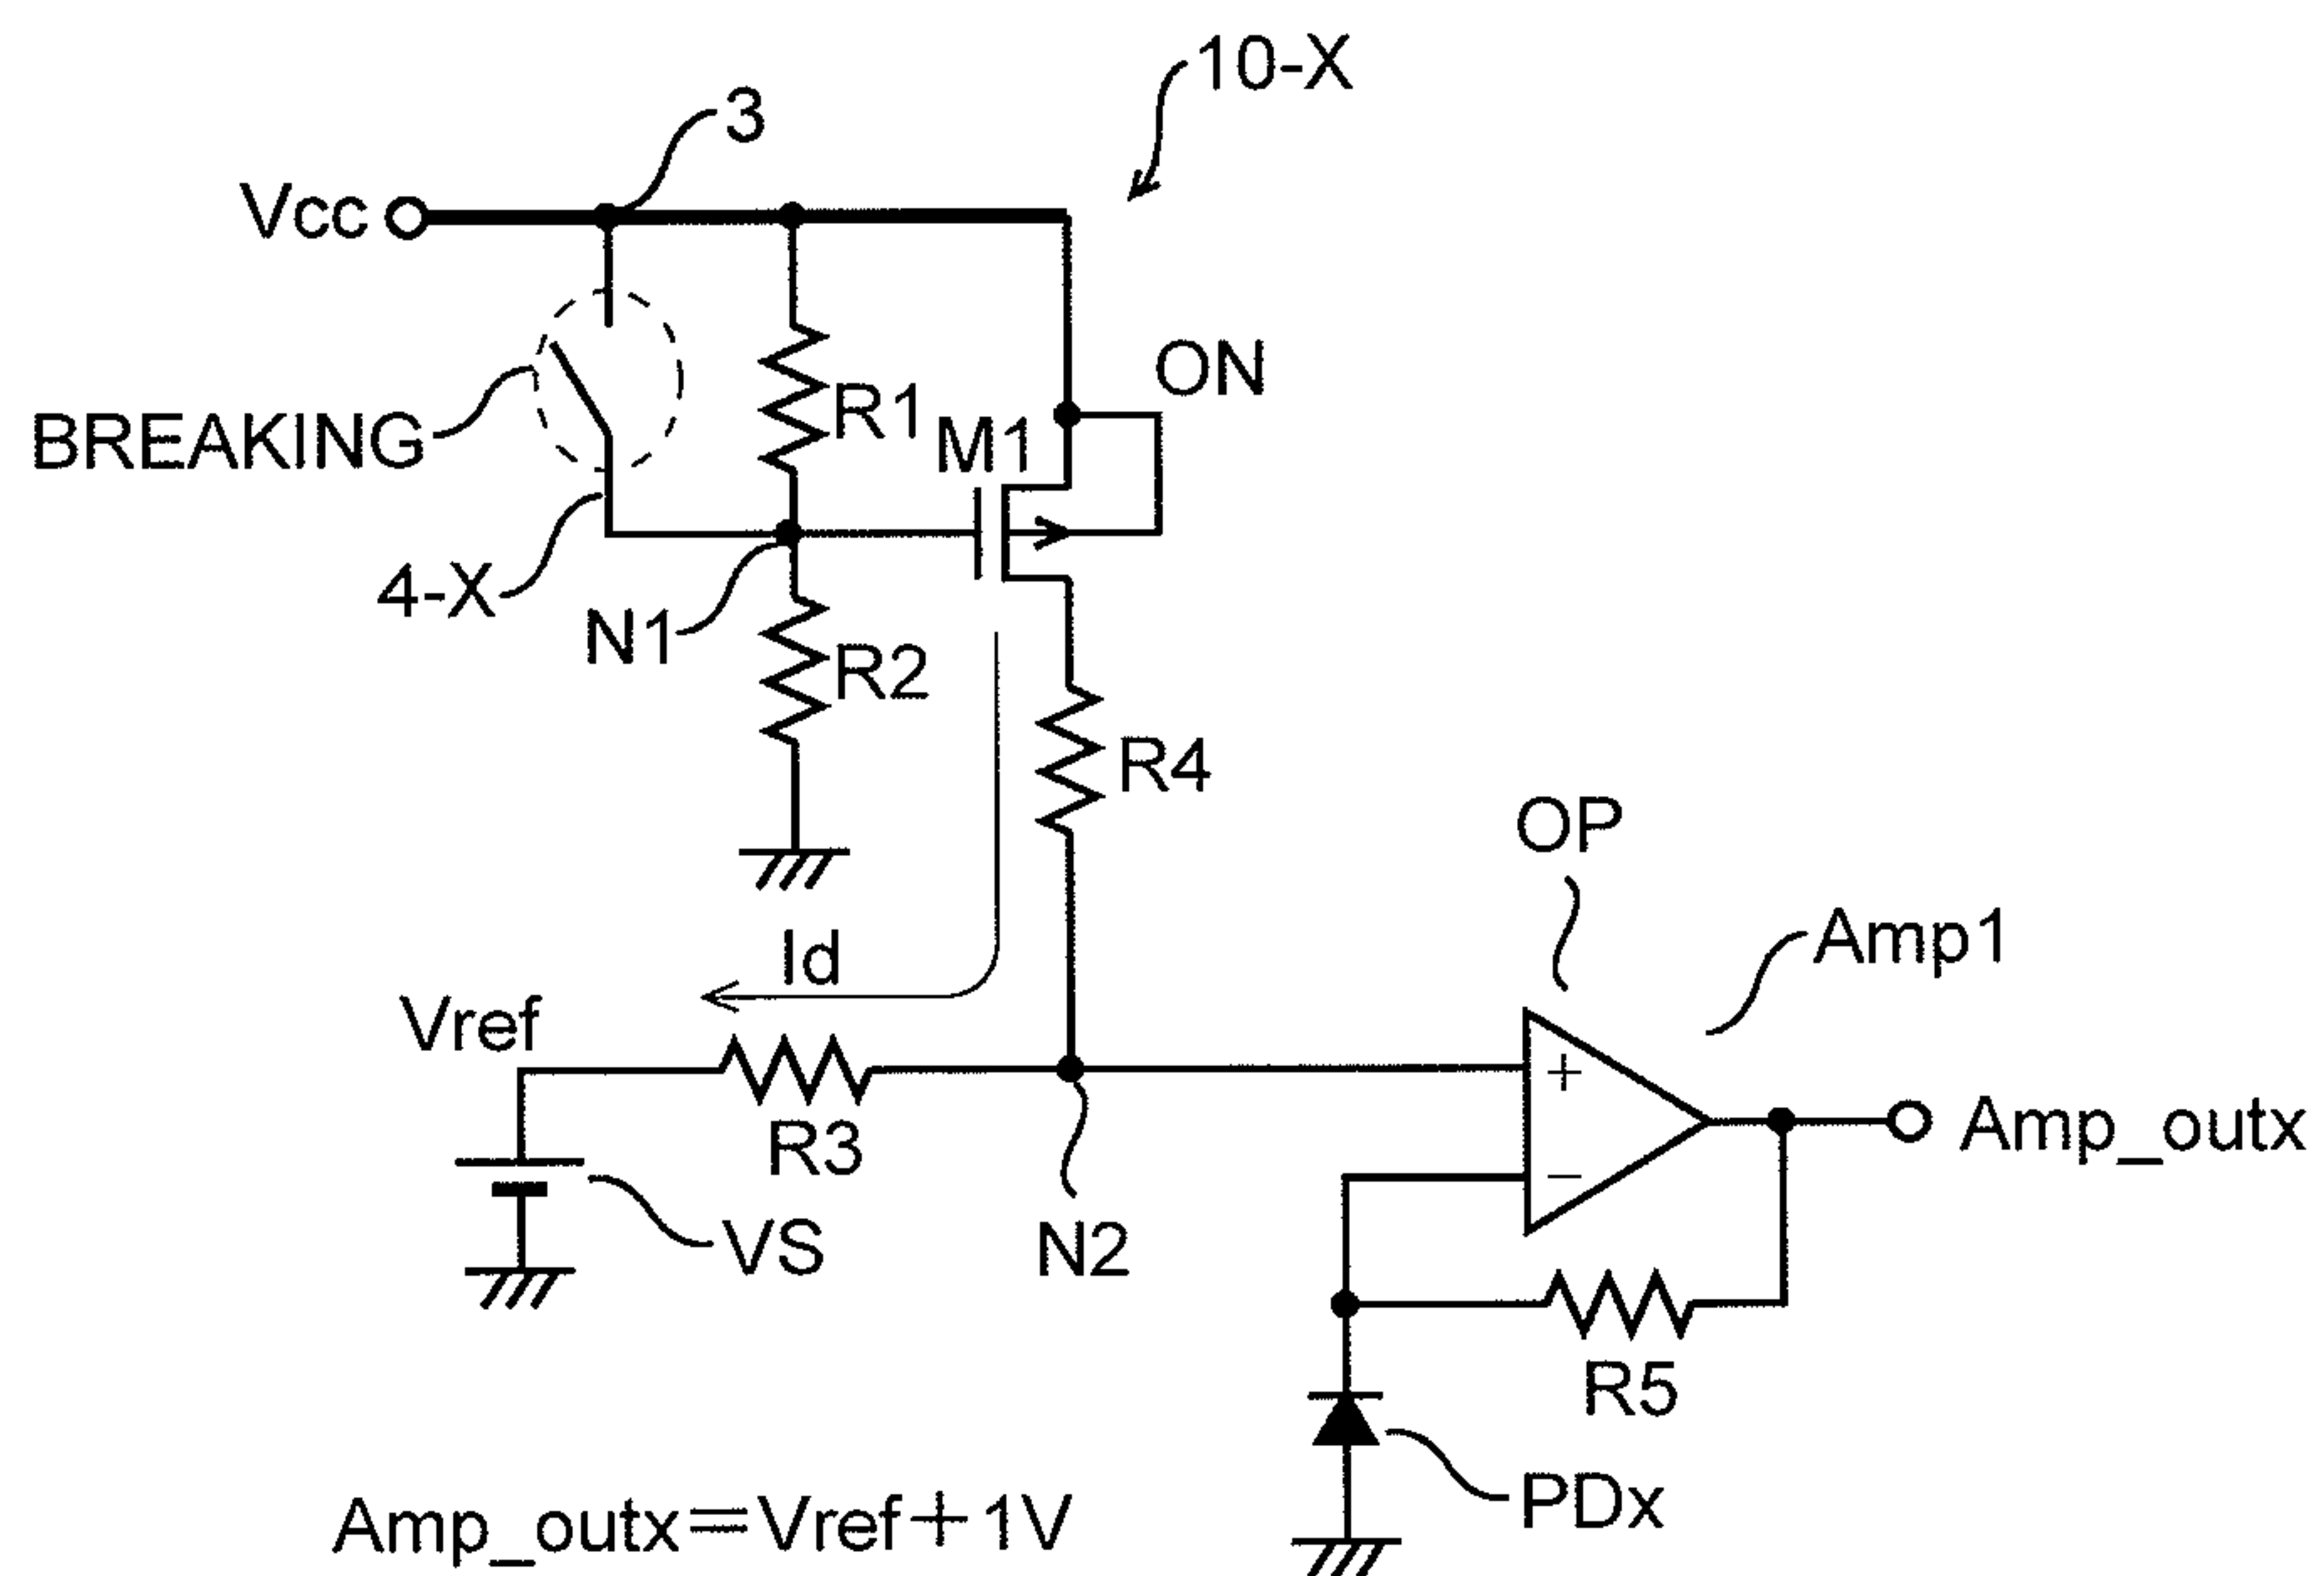 10-X
3
Vcc
ON
R1
M1
BREAKING
4-X
N1
R2
R4
OP
Amp1
Id
Vref
+
Amp_outx
R3
−
VS
N2
R5
PDx
Amp_outx=Vref+1V